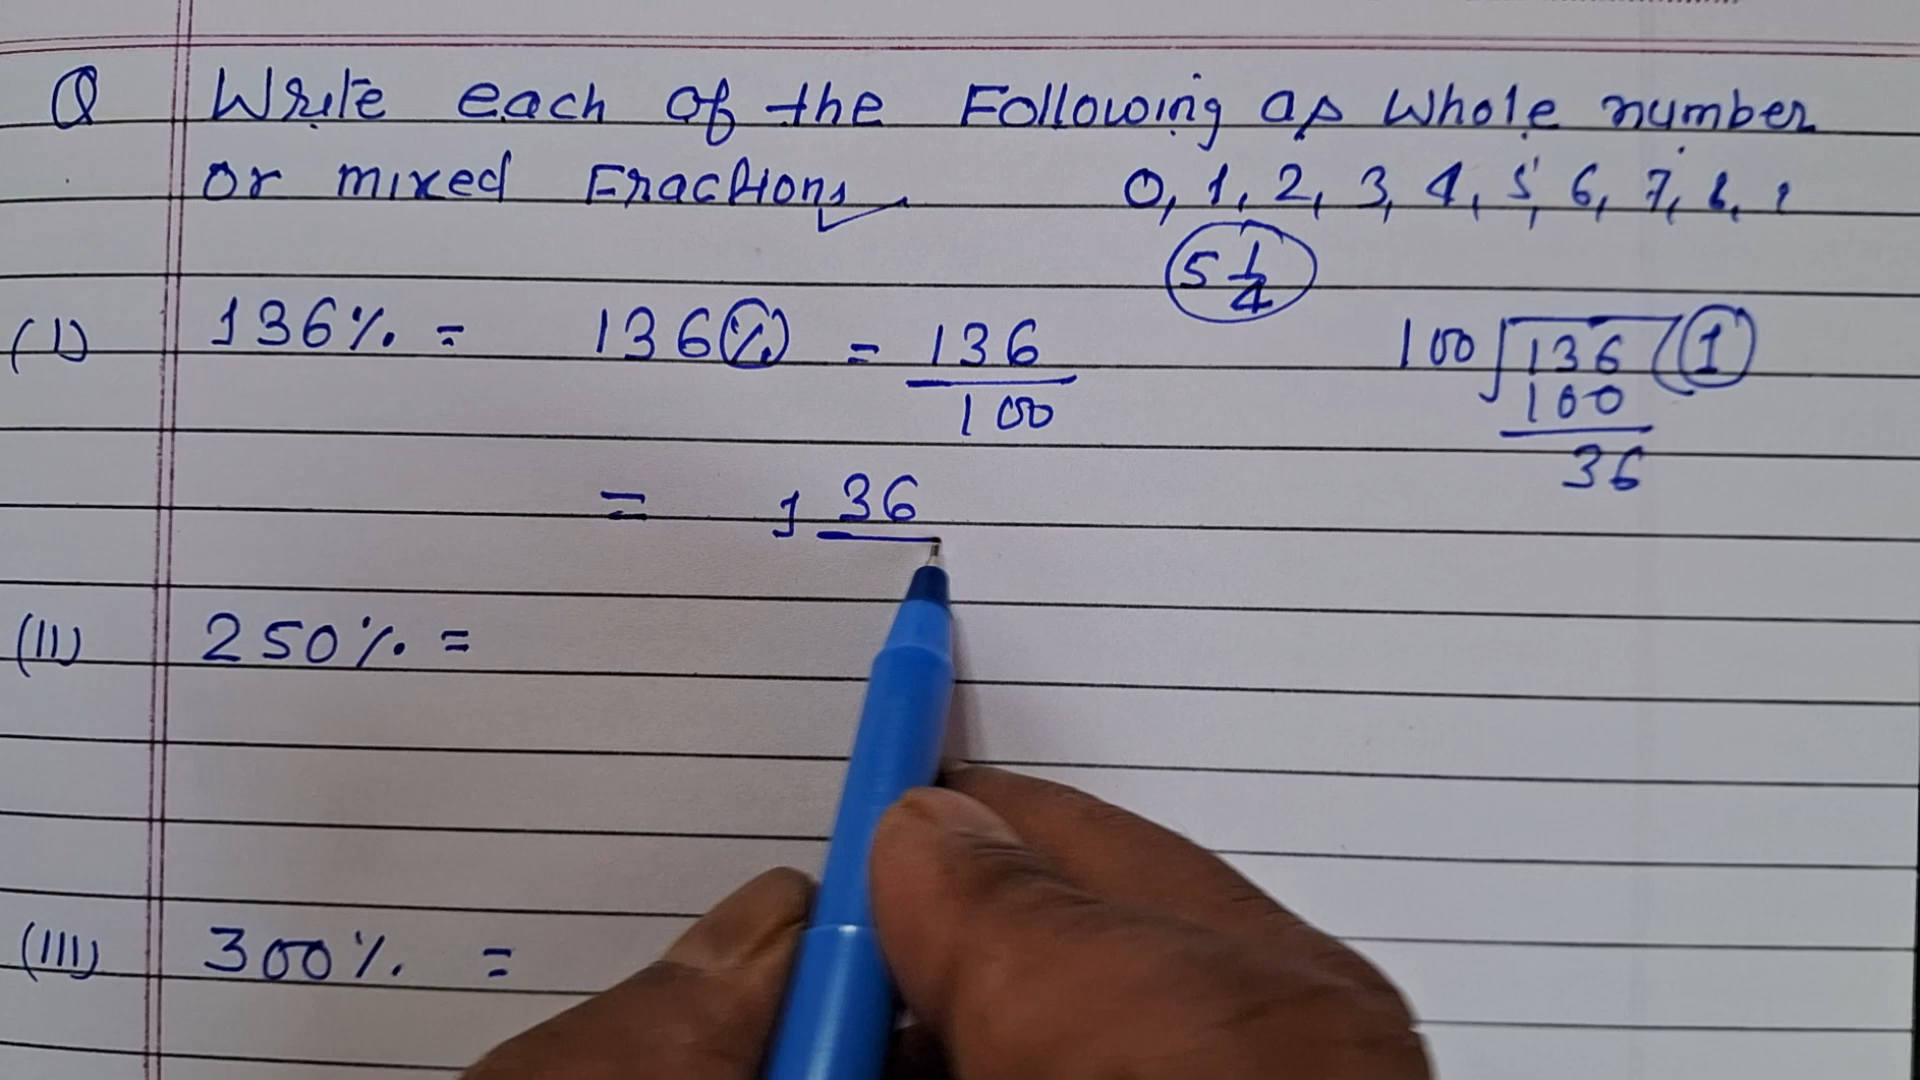 Q Write each of the Following as Whole number
or mixed Fractions 0, 1, 2, 3, 4, 5, 6, 7, 8,
5 1/4
(I) 136% = 136% = 136/100
100 136 1
100
36
= 1 36
(II) 250% =
(III) 300% =